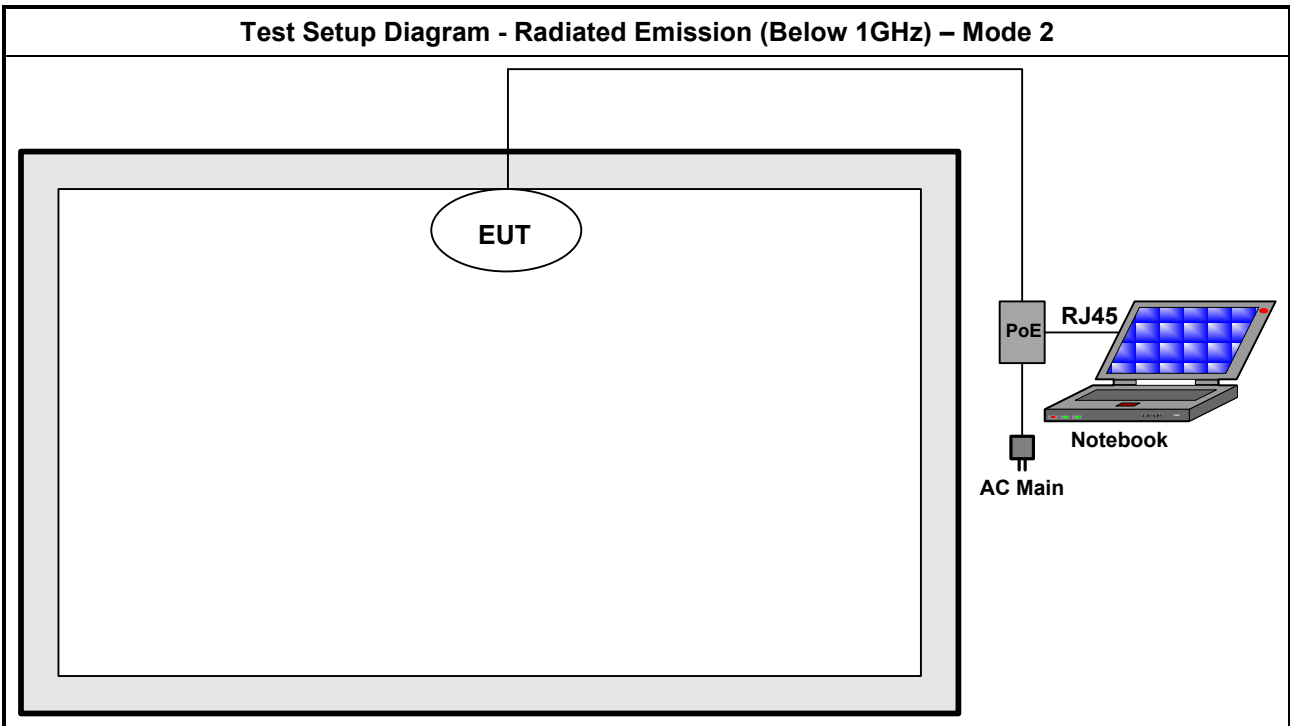 Test Setup Diagram - Radiated Emission (Below 1GHz) – Mode 2
EUT
RJ45
PoE
Notebook
AC Main